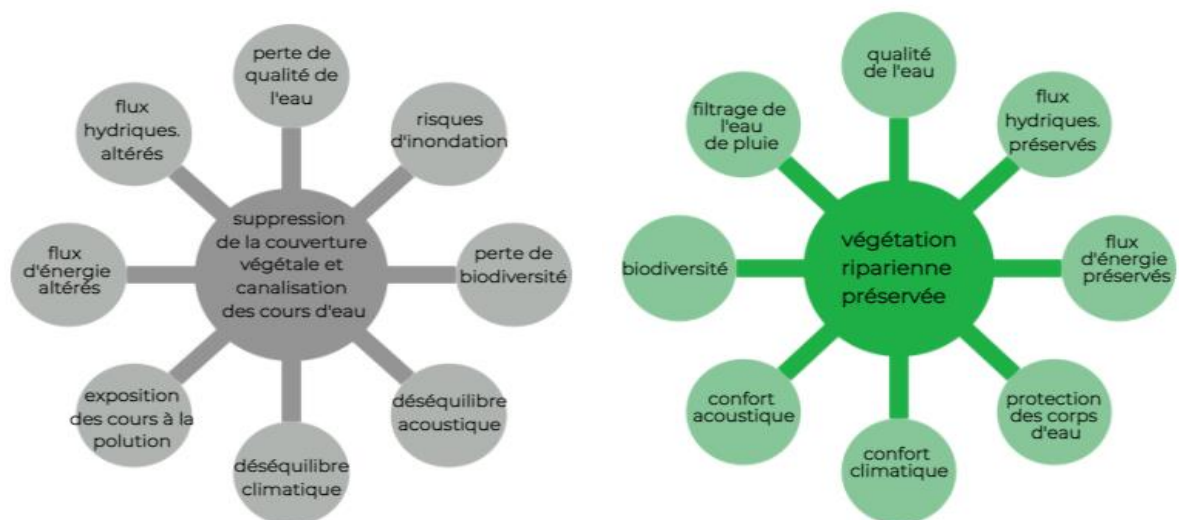 perte de
qualité de
l'eau
risques
d'inondation
perte de
biodiversité
déséquilibre
acoustique
déséquilibre
climatique
exposition
des cours à la
polution
flux
d'énergie
altérés
flux
hydriques.
altérés
suppression
de la couverture
végétale et
canalisation
des cours d'eau
qualité
de l'eau
flux
hydriques.
préservés
flux
d'énergie
préservés
protection
des corps
d'eau
confort
climatique
confort
acoustique
biodiversité
filtrage de
l'eau
de pluie
végétation
riparienne
préservée